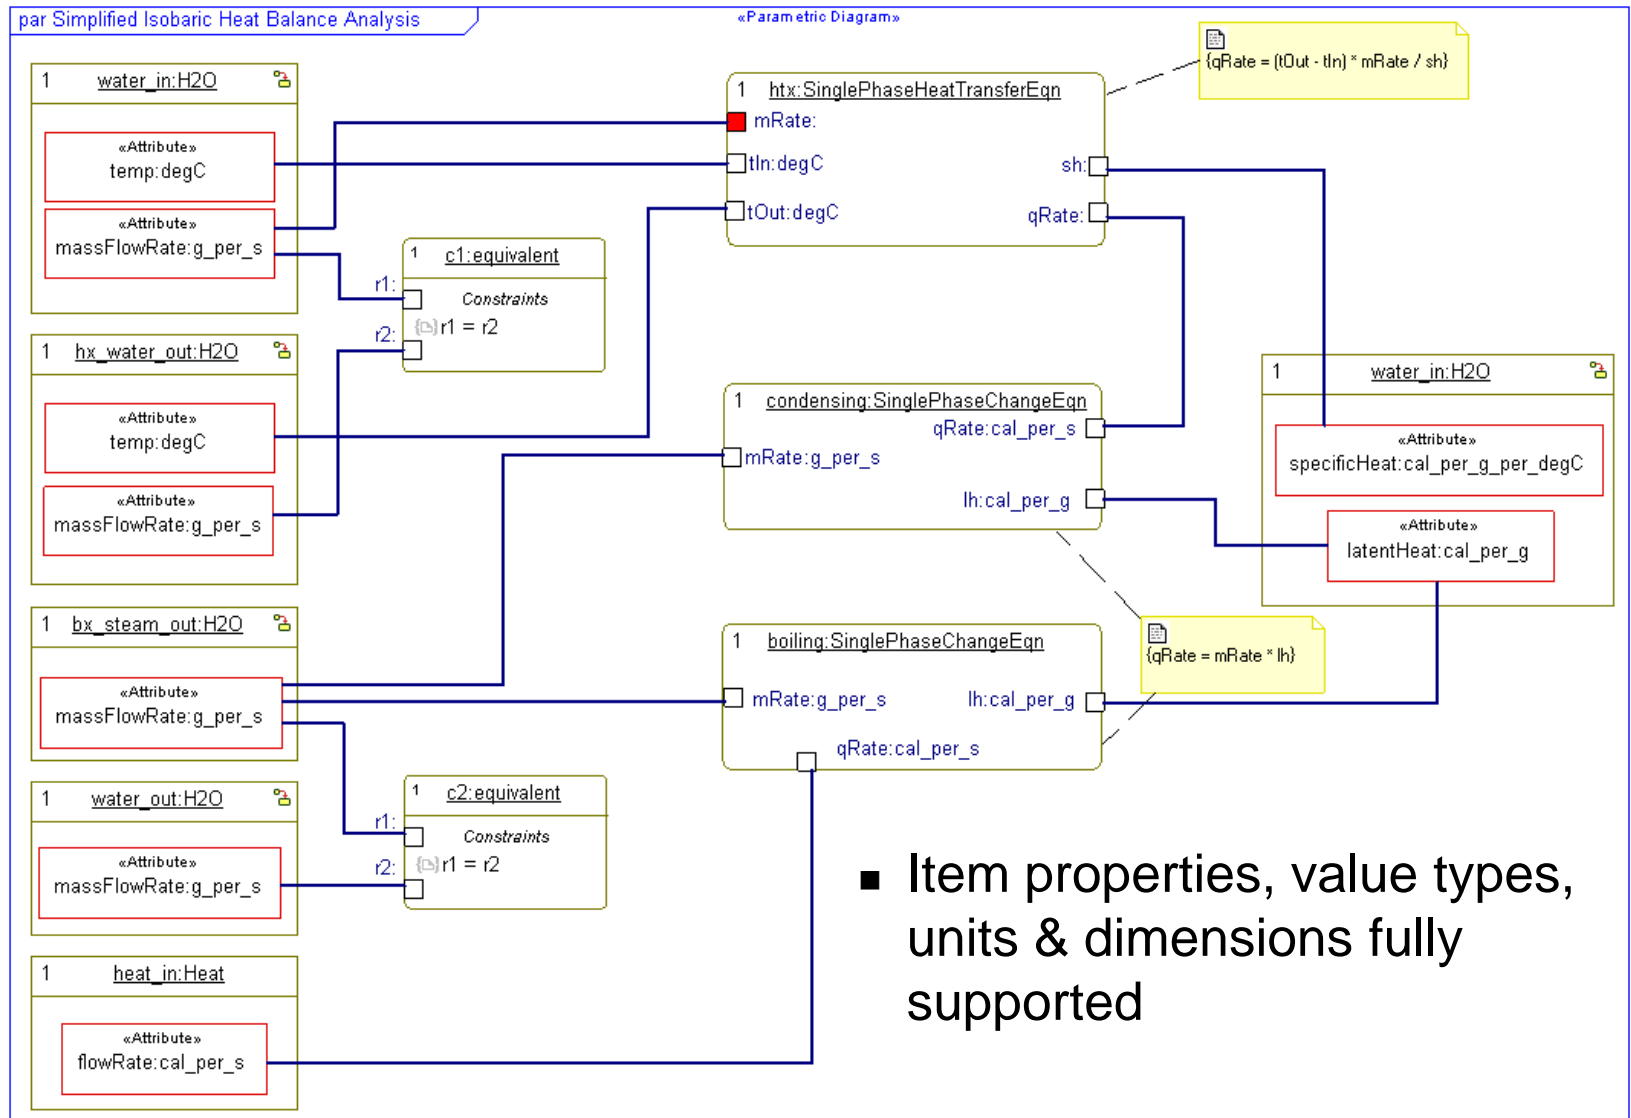 par Simplified Isobaric Heat Balance Analysis
«Parametric Diagram»
{qRate = (tOut - tIn) * mRate / sh}
1 water_in:H2O
«Attribute»
temp:degC
«Attribute»
massFlowRate:g_per_s
1 htx:SinglePhaseHeatTransferEqn
mRate:
tIn:degC
sh:
tOut:degC
qRate:
1 c1:equivalent
r1:
Constraints
r1 = r2
r2:
1 hx_water_out:H2O
«Attribute»
temp:degC
«Attribute»
massFlowRate:g_per_s
1 condensing:SinglePhaseChangeEqn
qRate:cal_per_s
mRate:g_per_s
lh:cal_per_g
1 water_in:H2O
«Attribute»
specificHeat:cal_per_g_per_degC
«Attribute»
latentHeat:cal_per_g
1 bx_steam_out:H2O
«Attribute»
massFlowRate:g_per_s
1 boiling:SinglePhaseChangeEqn
mRate:g_per_s
lh:cal_per_g
qRate:cal_per_s
{qRate = mRate * lh}
1 water_out:H2O
«Attribute»
massFlowRate:g_per_s
1 c2:equivalent
r1:
Constraints
r1 = r2
r2:
1 heat_in:Heat
«Attribute»
flowRate:cal_per_s
■ Item properties, value types,
units & dimensions fully
supported